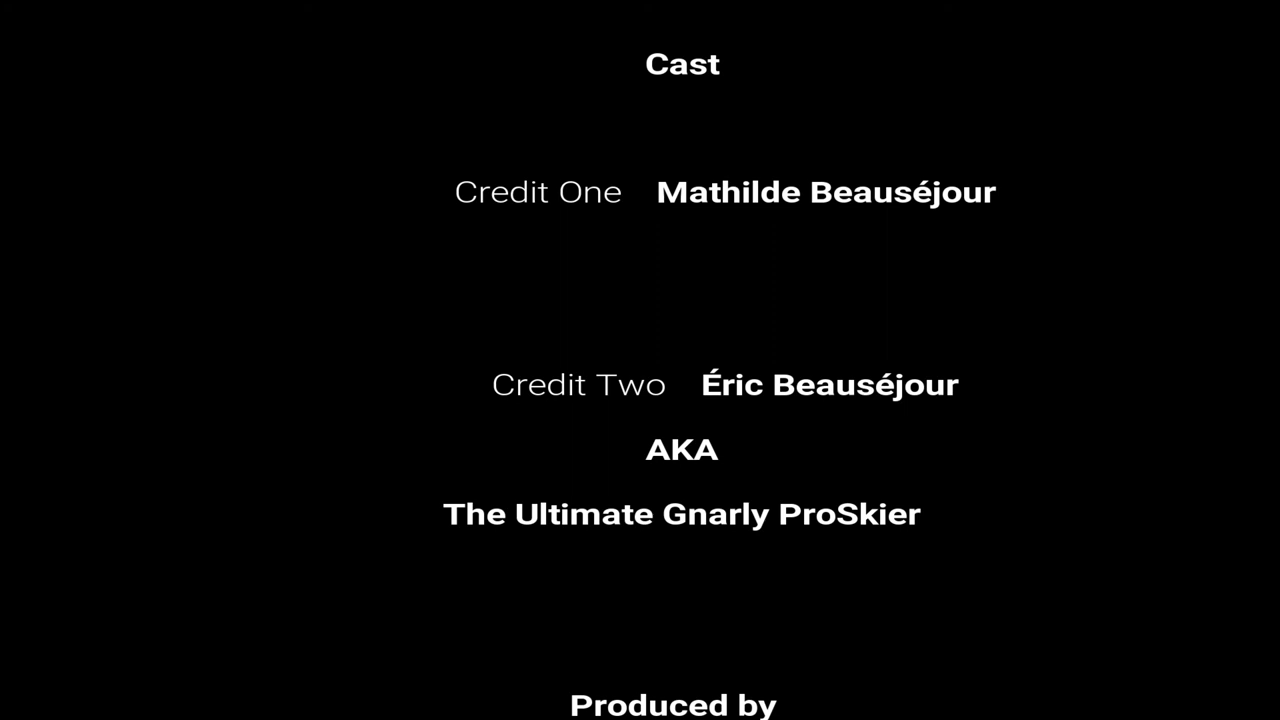 Cast
Credit One Mathilde Beauséjour
Credit Two Éric Beauséjour
AKA
The Ultimate Gnarly ProSkier
Produced by